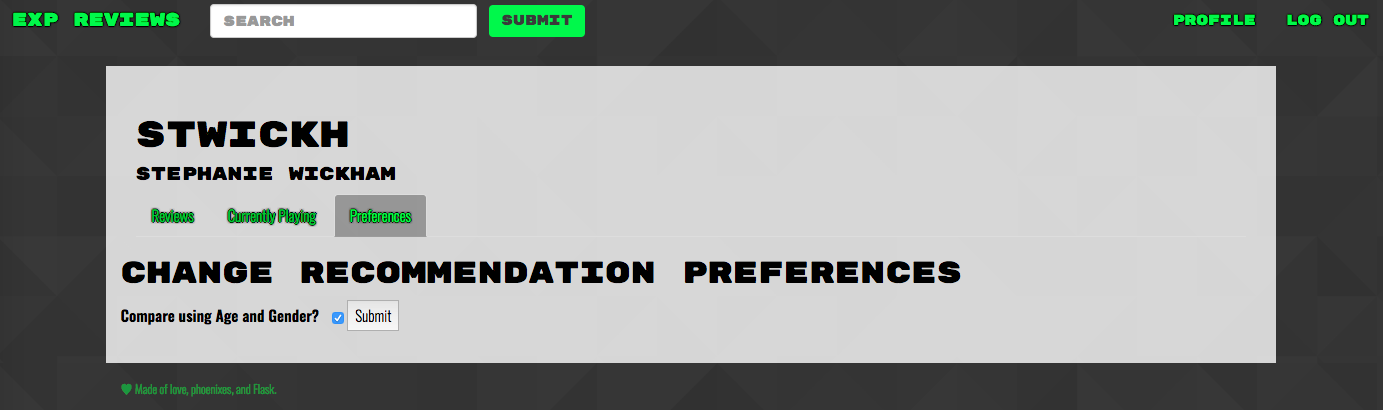 EXP REVIEWS SEARCH SUBMIT PROFILE LOG OUT
STWICKH
STEPHANIE WICKHAM
Reviews Currently Playing Preferences
CHANGE RECOMMENDATION PREFERENCES
Compare using Age and Gender? Submit
Made of love, phoenixes, and Flask.